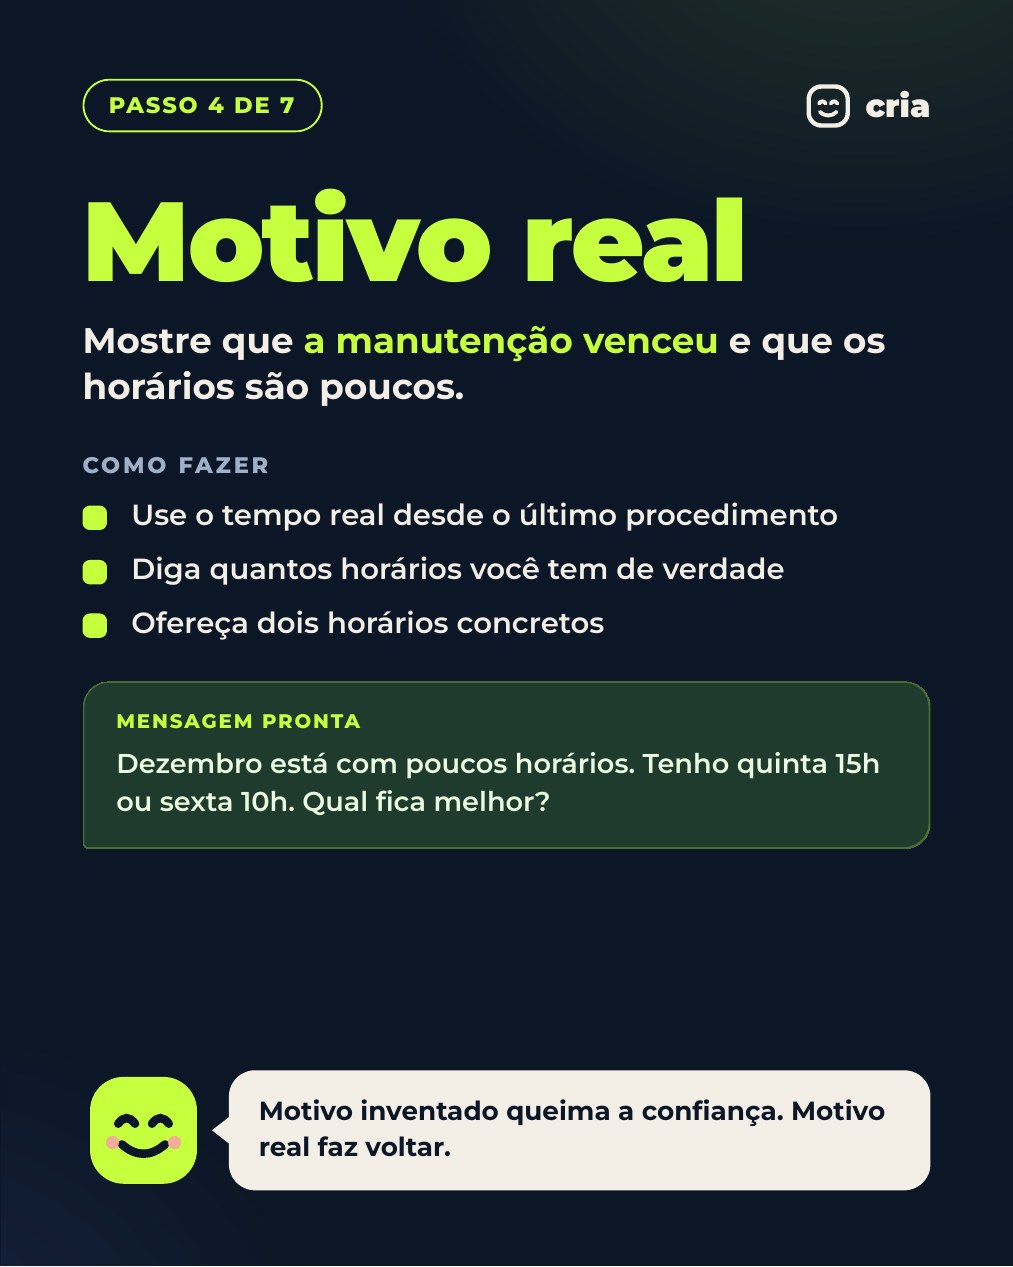 PASSO 4 DE 7
cria
Motivo real
Mostre que a manutenção venceu e que os
horários são poucos.
COMO FAZER
Use o tempo real desde o último procedimento
Diga quantos horários você tem de verdade
Ofereça dois horários concretos
MENSAGEM PRONTA
Dezembro está com poucos horários. Tenho quinta 15h
ou sexta 10h. Qual fica melhor?
Motivo inventado queima a confiança. Motivo
real faz voltar.